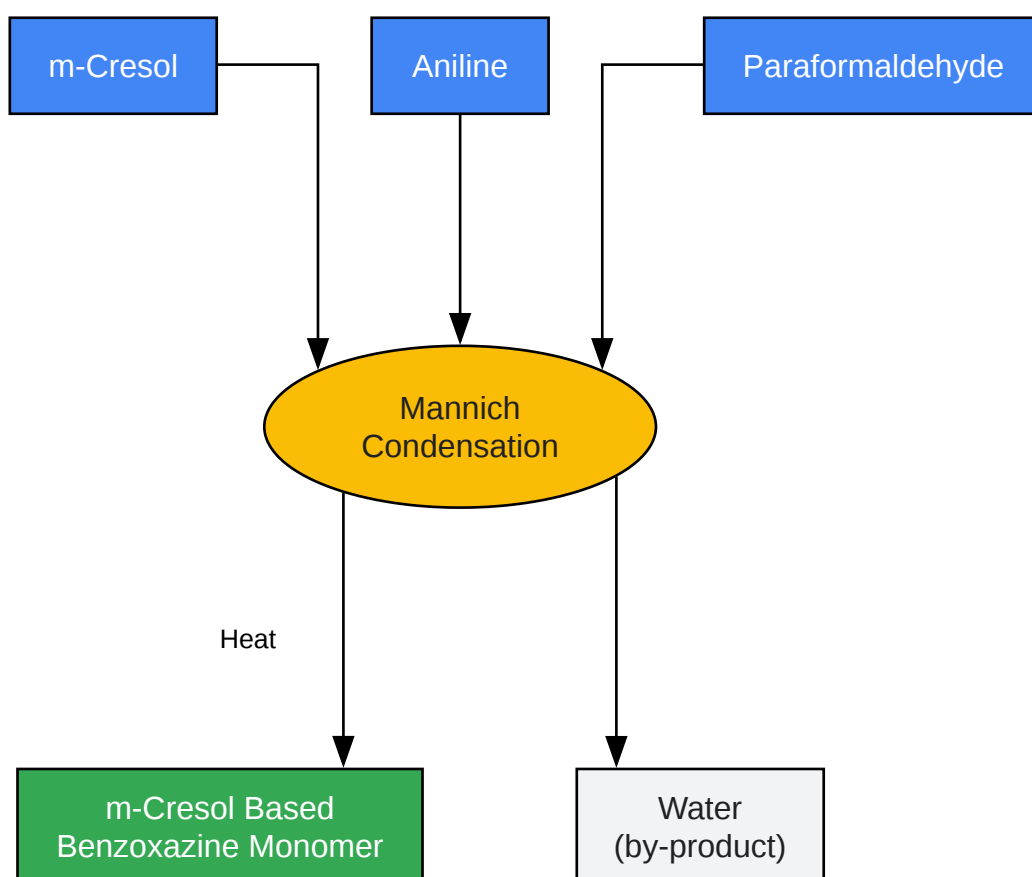 m-Cresol
Aniline
Paraformaldehyde
Mannich
Condensation
Heat
m-Cresol Based
Benzoxazine Monomer
Water
(by-product)